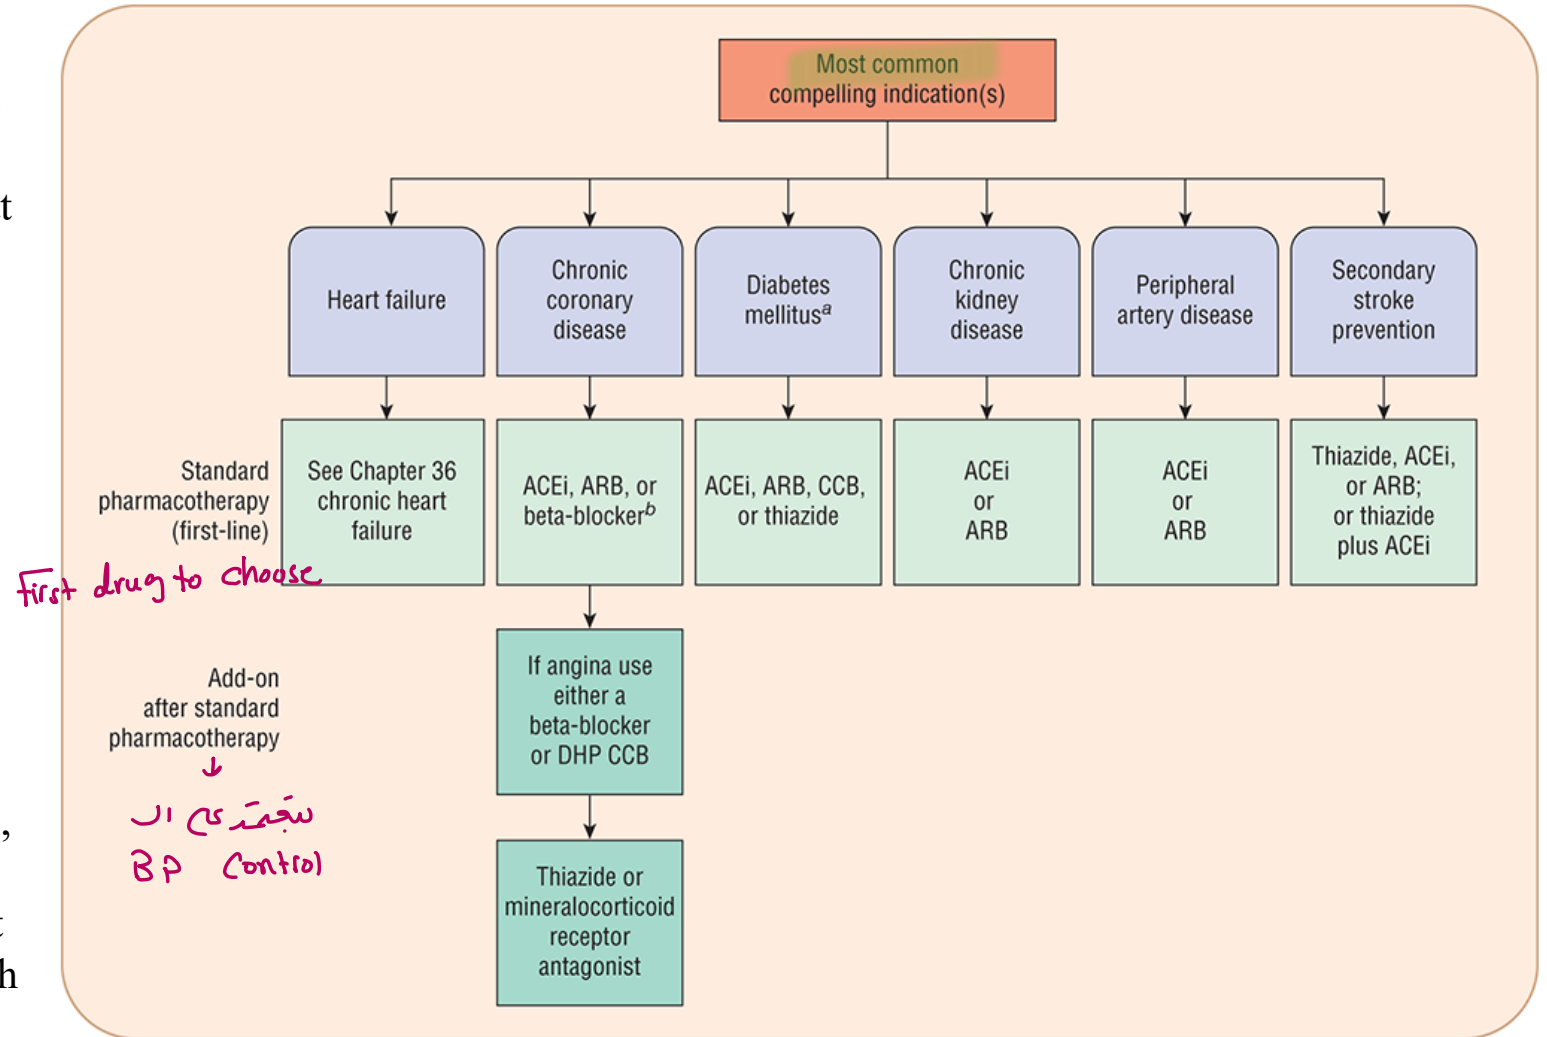 t
Most common
compelling indication(s)
Heart failure
Chronic
coronary
disease
Diabetes
mellitusa
Chronic
kidney
disease
Peripheral
artery disease
Secondary
stroke
prevention
Standard
pharmacotherapy
(first-line)
First drug to choose
See Chapter 36
chronic heart
failure
ACEi, ARB, or
beta-blockerb
ACEi, ARB, CCB,
or thiazide
ACEi
or
ARB
ACEi
or
ARB
Thiazide, ACEi,
or ARB;
or thiazide
plus ACEi
Add-on
after standard
pharmacotherapy
↓
ال
BP Control
If angina use
either a
beta-blocker
or DHP CCB
Thiazide or
mineralocorticoid
receptor
antagonist
,
t
h